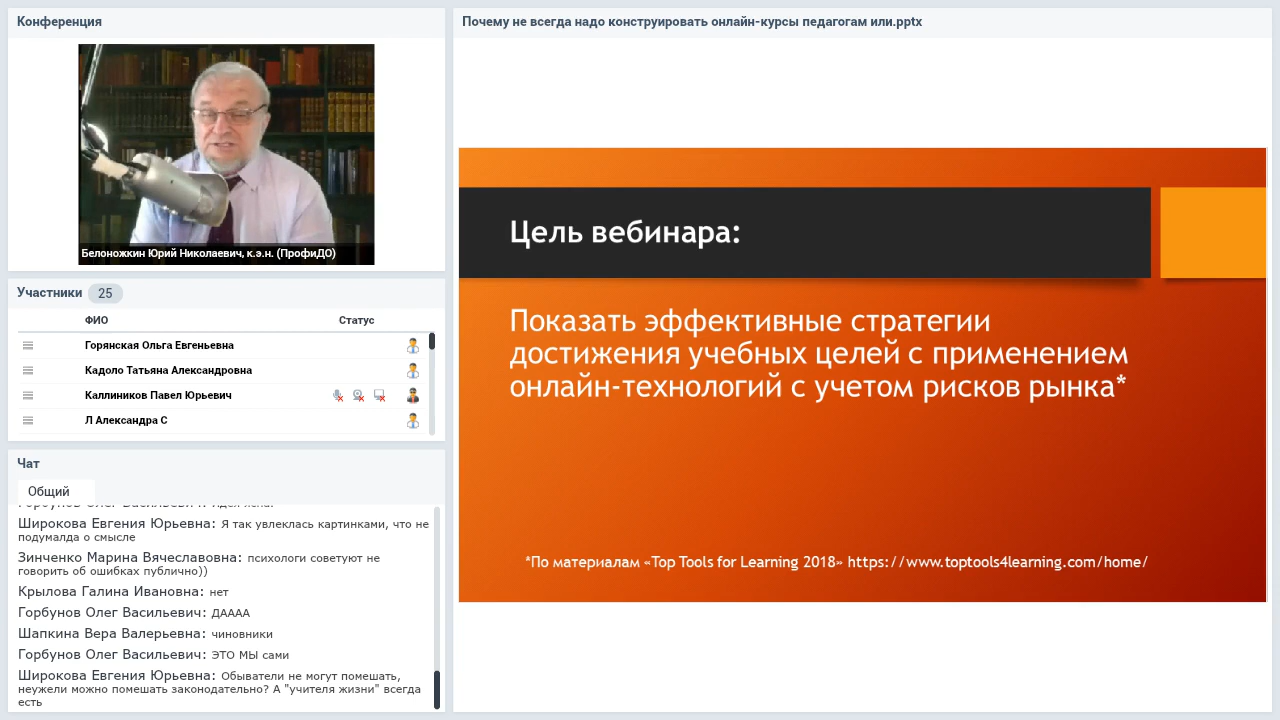 Конференция
Белоножкин Юрий Николаевич, к.э.н. (ПрофиДО)
Участники 25
ФИО Статус
Горянская Ольга Евгеньевна
Кадоло Татьяна Александровна
Каллиников Павел Юрьевич
Л Александра С
Чат
Общий
Широкова Евгения Юрьевна: Я так увлеклась картинками, что не
подумалда о смысле
Зинченко Марина Вячеславовна: психологи советуют не
говорить об ошибках публично))
Крылова Галина Ивановна: нет
Горбунов Олег Васильевич: ДАААА
Шапкина Вера Валерьевна: чиновники
Горбунов Олег Васильевич: ЭТО МЫ сами
Широкова Евгения Юрьевна: Обыватели не могут помешать,
неужели можно помешать законодательно? А "учителя жизни" всегда
есть
Почему не всегда надо конструировать онлайн-курсы педагогам или.pptx
Цель вебинара:
Показать эффективные стратегии
достижения учебных целей с применением
онлайн-технологий с учетом рисков рынка*
*По материалам «Top Tools for Learning 2018» https://www.toptools4learning.com/home/